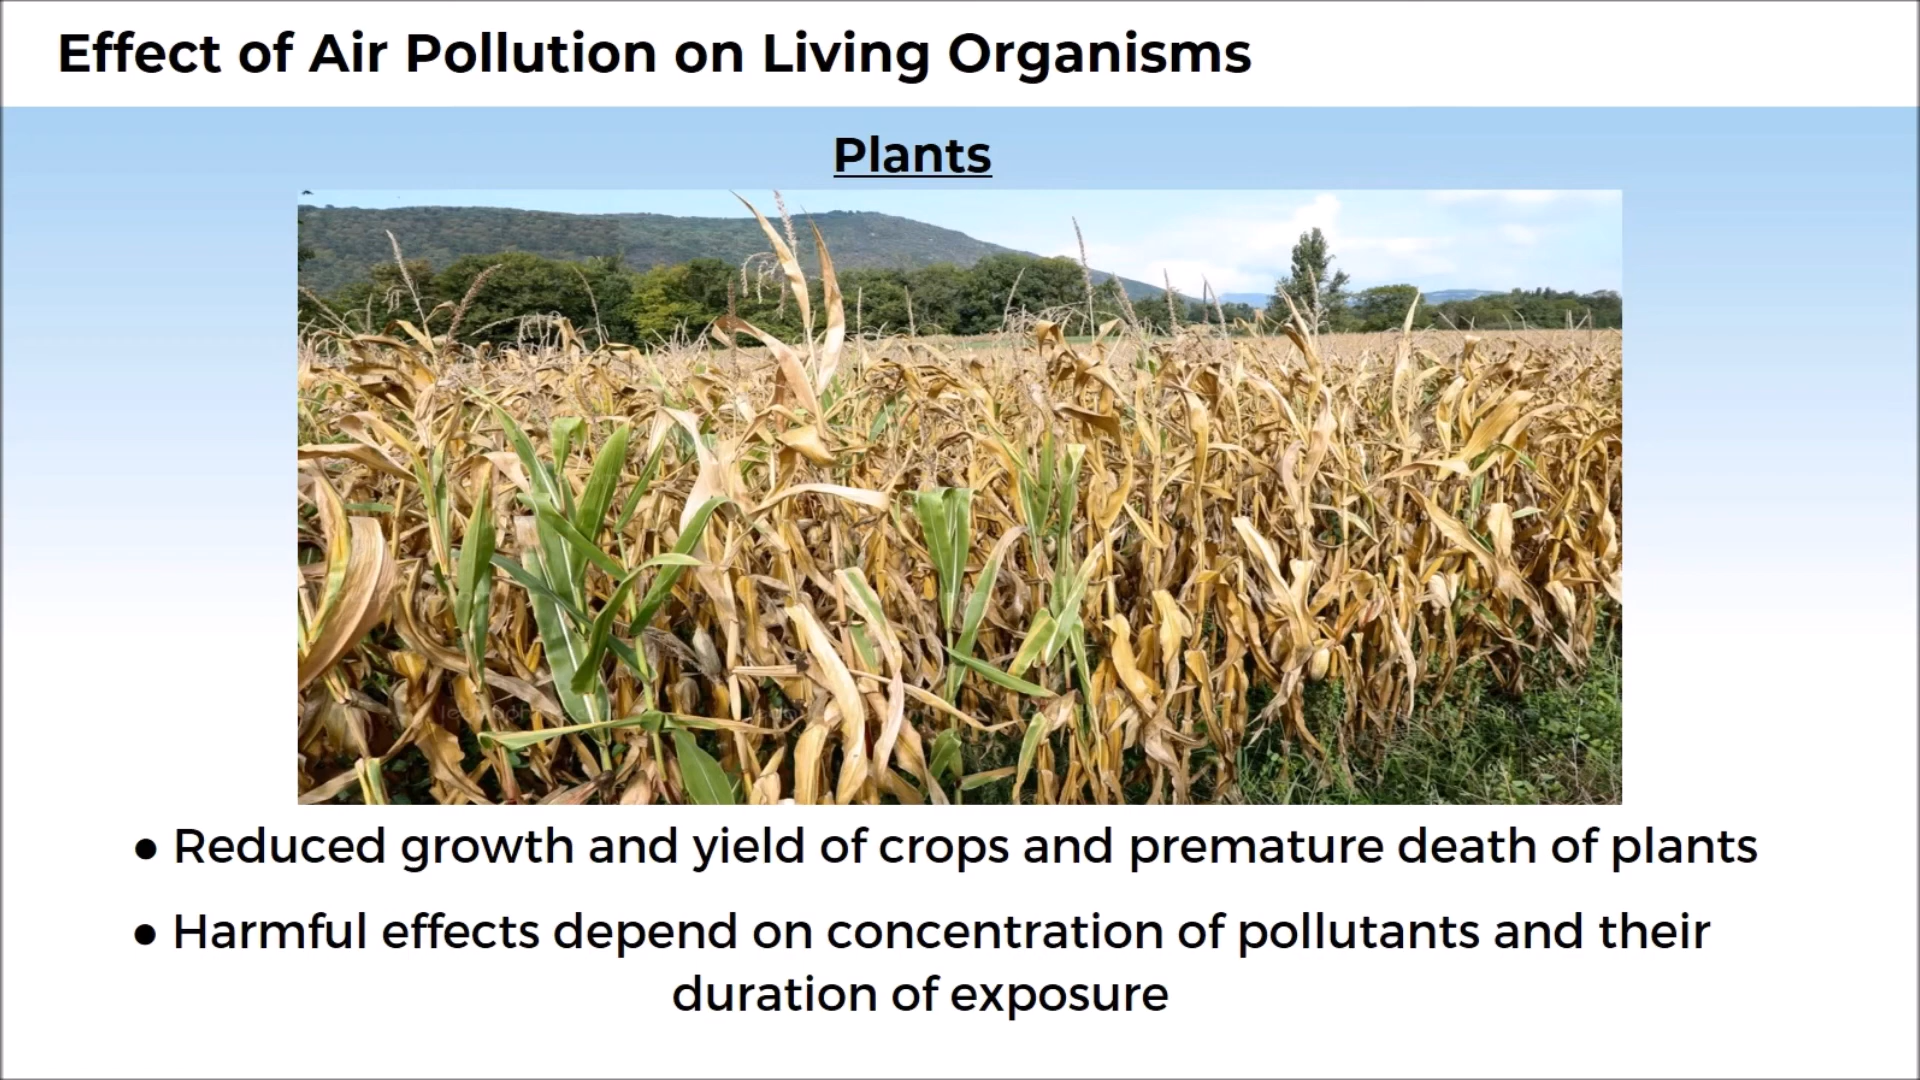 Effect of Air Pollution on Living Organisms
Plants
● Reduced growth and yield of crops and premature death of plants
● Harmful effects depend on concentration of pollutants and their
duration of exposure